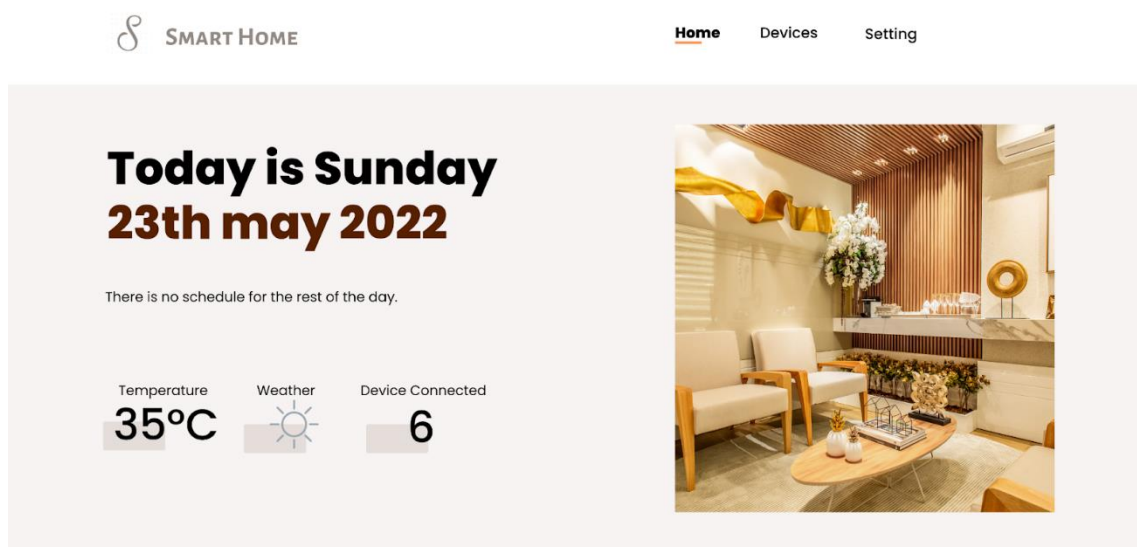 SMART HOME
Home
Devices
Setting
Today is Sunday
23th may 2022
There is no schedule for the rest of the day.
Temperature
Weather
Device Connected
35°C
6